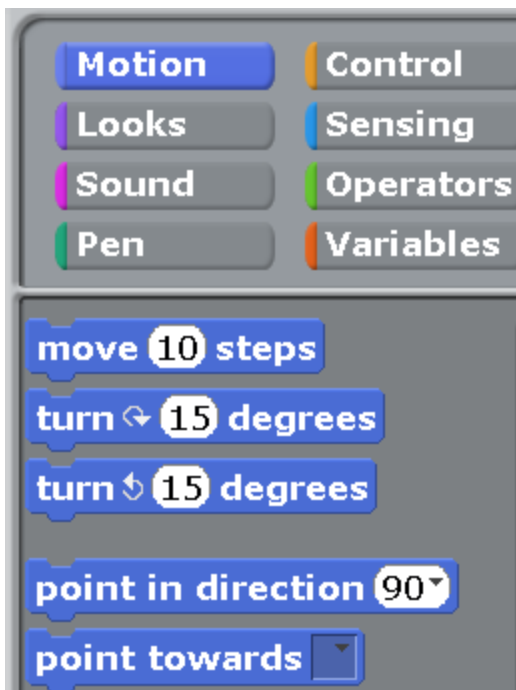 Motion Control
Looks Sensing
Sound Operators
Pen Variables
move 10 steps
turn 15 degrees
turn 15 degrees
point in direction 90
point towards